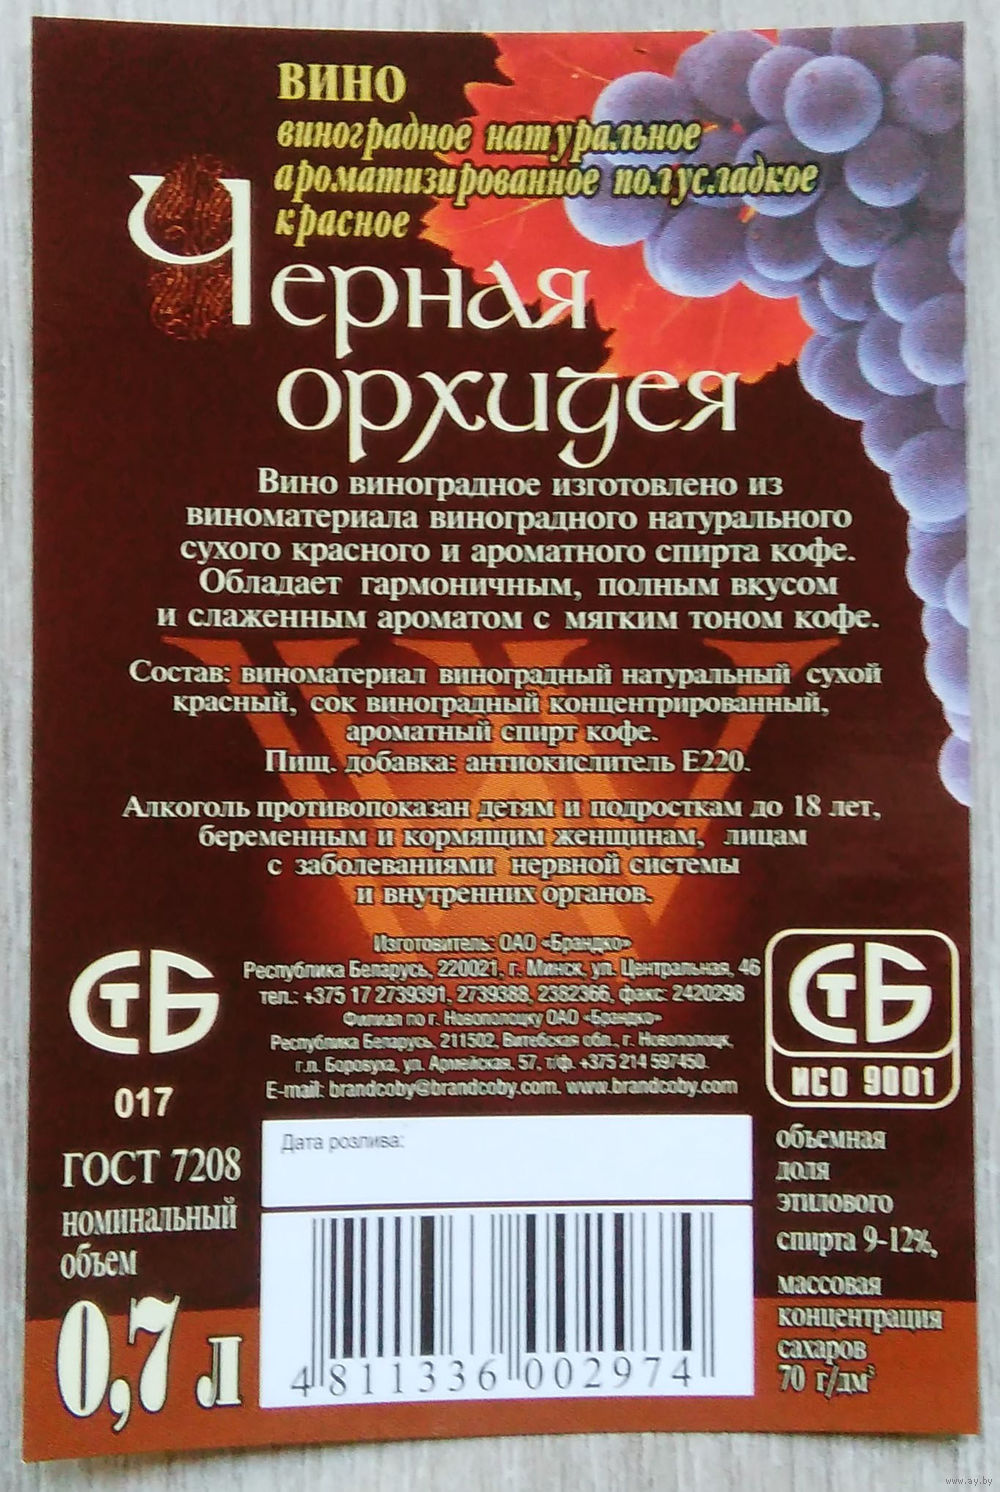 ВИНО
виноградное натуральное
ароматизированное полусладкое
красное
Черная
орхидея
Вино виноградное изготовлено из
виноматериала виноградного натурального
сухого красного и ароматного спирта кофе.
Обладает гармоничным, полным вкусом
и слаженным ароматом с мягким тоном кофе.
Состав: виноматериал виноградный натуральный сухой
красный, сок виноградный концентрированный,
ароматный спирт кофе.
Пищ. добавка: антиокислитель Е220.
Алкоголь противопоказан детям и подросткам до 18 лет,
беременным и кормящим женщинам, лицам
с заболеваниями нервной системы
и внутренних органов.
Изготовитель: ОАО «Брандко»
Республика Беларусь, 220021, г. Минск, ул. Центральная, 46
тел.: +375 17 2739391, 2739388, 2382366, факс: 2420298
Филиал по г. Новополоцку ОАО «Брандко»
Республика Беларусь, 211502, Витебская обл., г. Новополоцк,
г.п. Боровуха, ул. Армейская, 57, т/ф. +375 214 597450.
E-mail: brandcoby@brandcoby.com. www.brandcoby.com
СТБ
017
ГОСТ 7208
номинальный
объем
0,7 л
Дата розлива:
4 811336 002974
СТБ
ИСО 9001
объемная
доля
этилового
спирта 9-12%,
массовая
концентрация
сахаров
70 г/дм³
www.ay.by